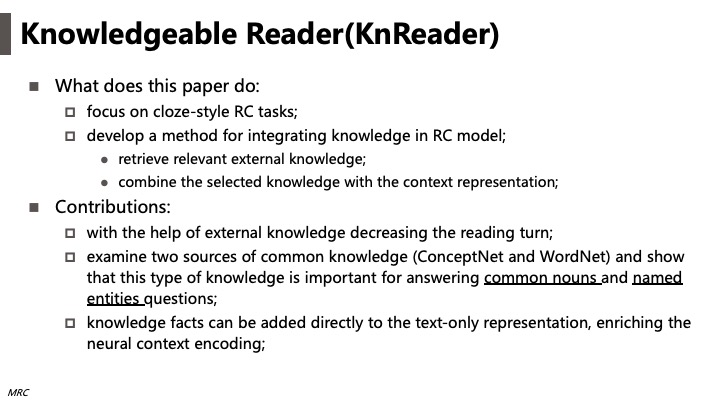 Knowledgeable Reader(KnReader)
What does this paper do:
focus on cloze-style RC tasks;
develop a method for integrating knowledge in RC model;
retrieve relevant external knowledge;
combine the selected knowledge with the context representation;
Contributions:
with the help of external knowledge decreasing the reading turn;
examine two sources of common knowledge (ConceptNet and WordNet) and show
that this type of knowledge is important for answering common nouns and named
entities questions;
knowledge facts can be added directly to the text-only representation, enriching the
neural context encoding;
MRC